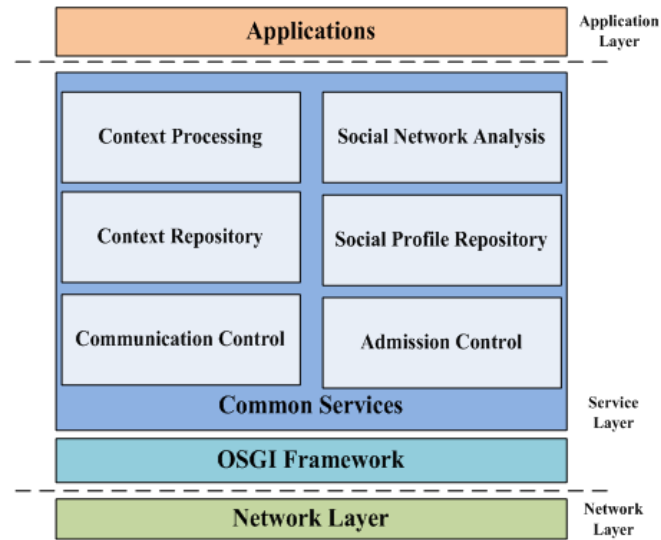 Applications
Application
Layer
Context Processing
Social Network Analysis
Context Repository
Social Profile Repository
Communication Control
Admission Control
Common Services
Service
Layer
OSGI Framework
Network Layer
Network
Layer